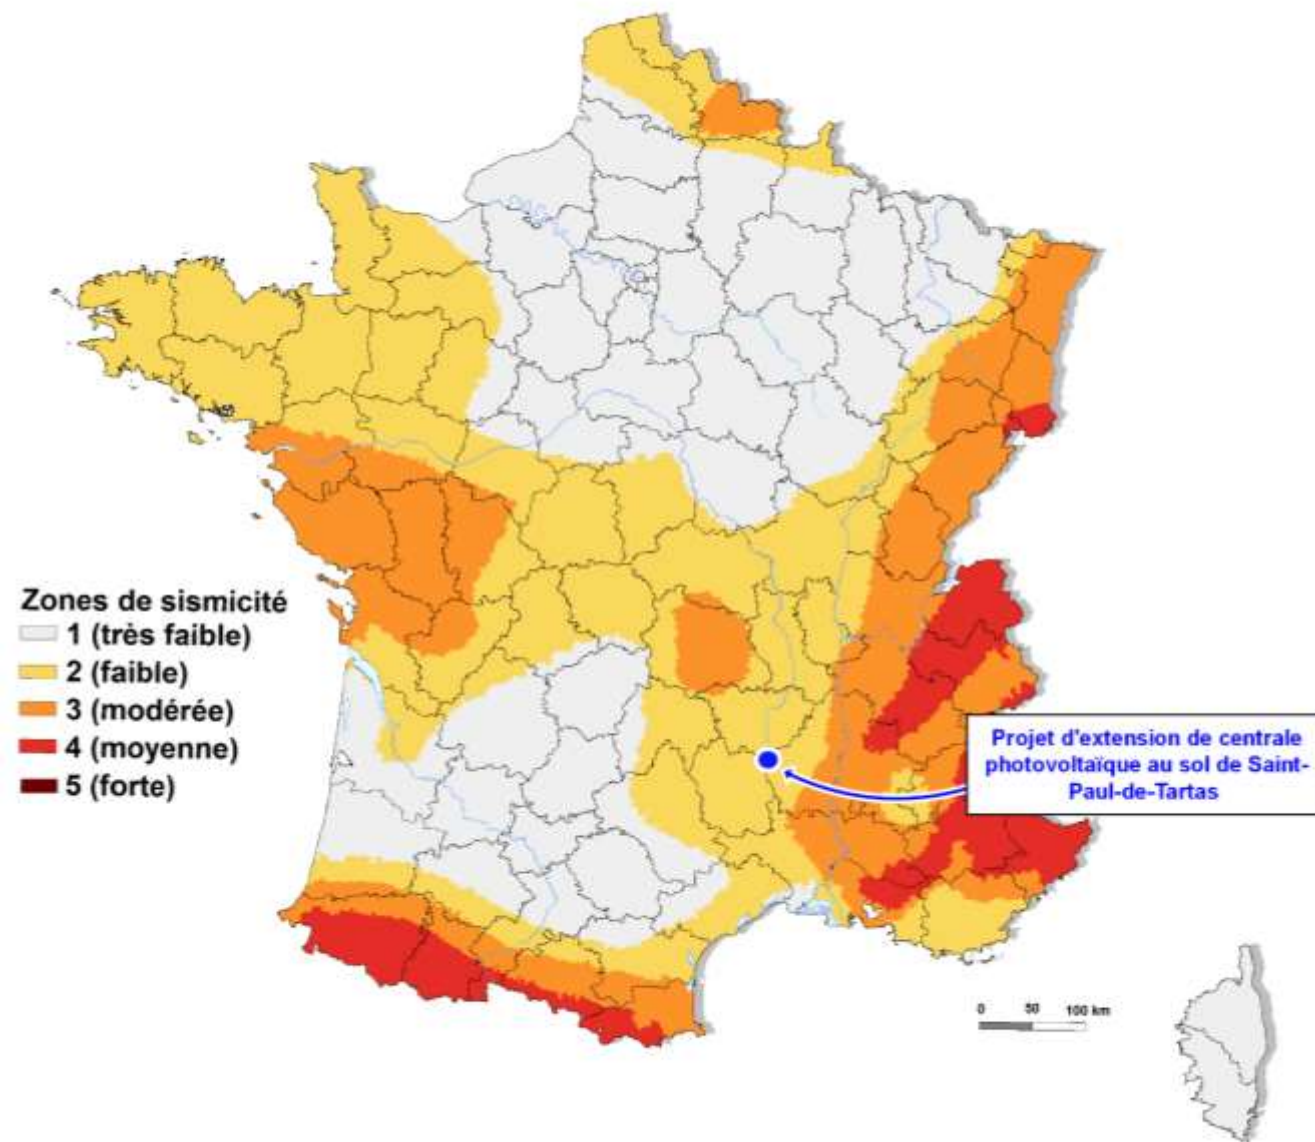 Zones de sismicité
1 (très faible)
2 (faible)
3 (modérée)
4 (moyenne)
5 (forte)
Projet d'extension de centrale
photovoltaïque au sol de Saint-
Paul-de-Tartas
0 50 100 km